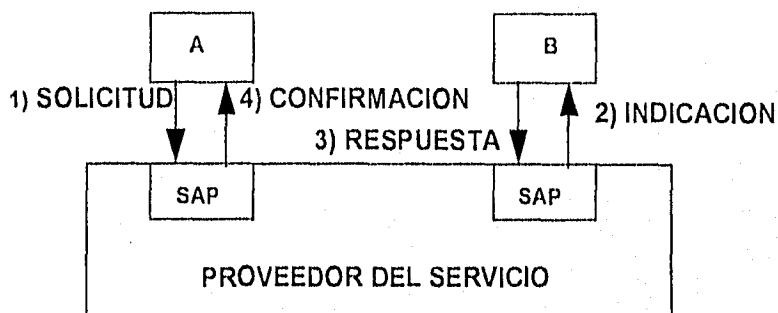 A
B
1) SOLICITUD
4) CONFIRMACION
3) RESPUESTA
2) INDICACION
SAP
SAP
PROVEEDOR DEL SERVICIO